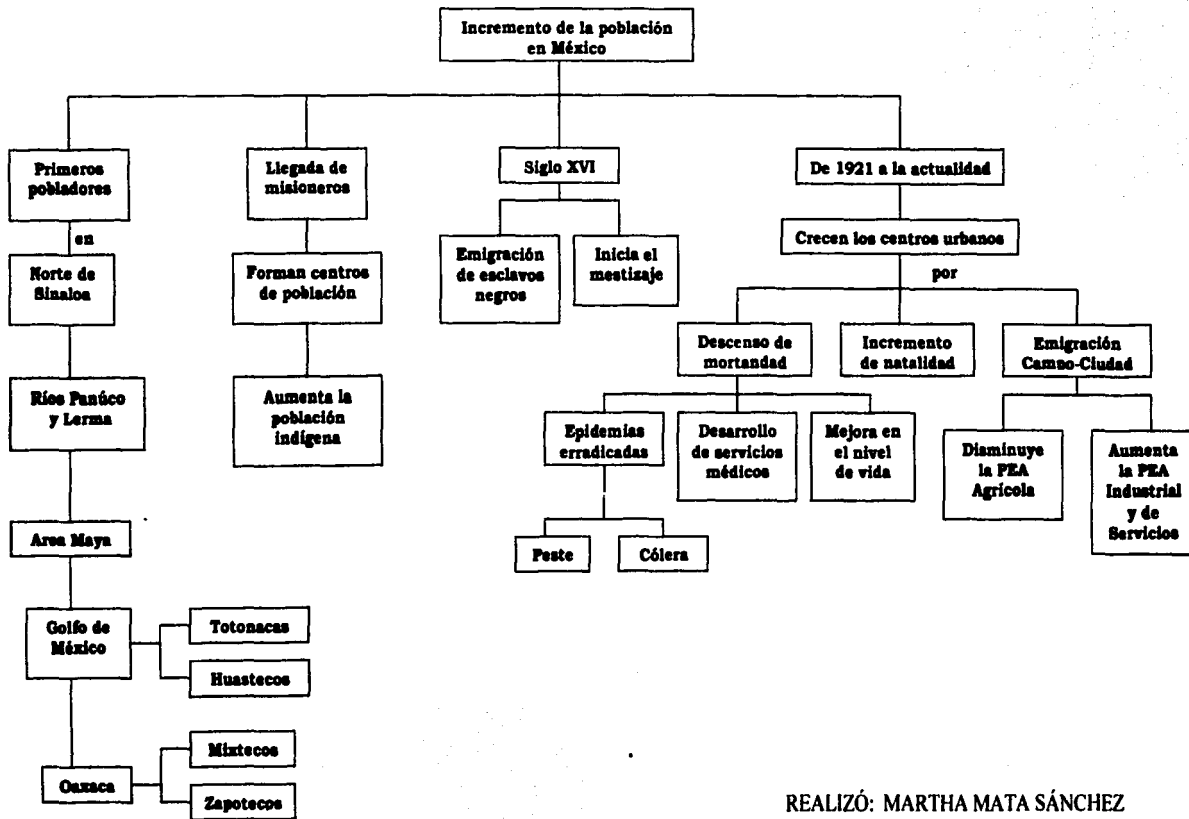 Incremento de la población
en México
Primeros
pobladores
en
Norte de
Sinaloa
Ríos Panúco
y Lerma
Area Maya
Golfo de
México
Totonacas
Huastecos
Oaxaca
Mixtecos
Zapotecos
Llegada de
misioneros
Forman centros
de población
Aumenta la
población
indígena
Siglo XVI
Emigración
de esclavos
negros
Inicia el
mestizaje
De 1921 a la actualidad
Crecen los centros urbanos
por
Descenso de
mortandad
Epidemias
erradicadas
Peste
Cólera
Desarrollo
de servicios
médicos
Mejora en
el nivel
de vida
Incremento
de natalidad
Emigración
Campo-Ciudad
Disminuye
la PEA
Agrícola
Aumenta
la PEA
Industrial
y de
Servicios
REALIZÓ: MARTHA MATA SÁNCHEZ